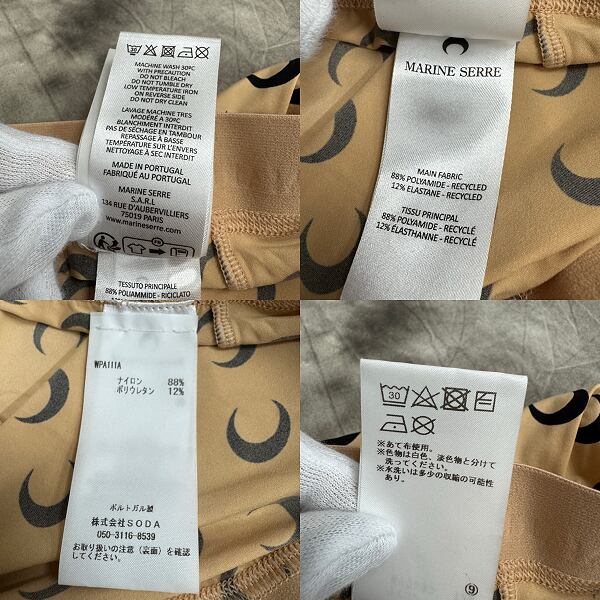 MACHINE WASH 30ºC
WITH PRECAUTION
DO NOT BLEACH
DO NOT TUMBLE DRY
LOW TEMPERATURE IRON
ON REVERSE SIDE
DO NOT DRY CLEAN
LAVAGE MACHINE TRES
MODÉRÉ A 30ºC
BLANCHIMENT INTERDIT
PAS DE SÉCHAGE EN TAMBOUR
REPASSAGE À BASSE
TEMPÉRATURE SUR L'ENVERS
NETTOYAGE A SEC INTERDIT
MADE IN PORTUGAL
FABRIQUÉ AU PORTUGAL
MARINE SERRE
S.A.R.L
134 RUE D'AUBERVILLIERS
75019 PARIS
www.marineserre.com
FR
TESSUTO PRINCIPALE
88% POLIAMMIDE - RICICLATO
MARINE SERRE
MAIN FABRIC
88% POLYAMIDE - RECYCLED
12% ELASTANE - RECYCLED
TISSU PRINCIPAL
88% POLYAMIDE - RECYCLÉ
12% ÉLASTHANNE - RECYCLÉ
WPA111A
ナイロン 88%
ポリウレタン 12%
ポルトガル製
株式会社SODA
050-3116-8539
お取り扱いの注意（裏面）を確認
してください。
30
※あて布使用。
※色物は白色、淡色物と分けて
洗ってください。
※水洗いは多少の収縮の可能性
あり。
⑨